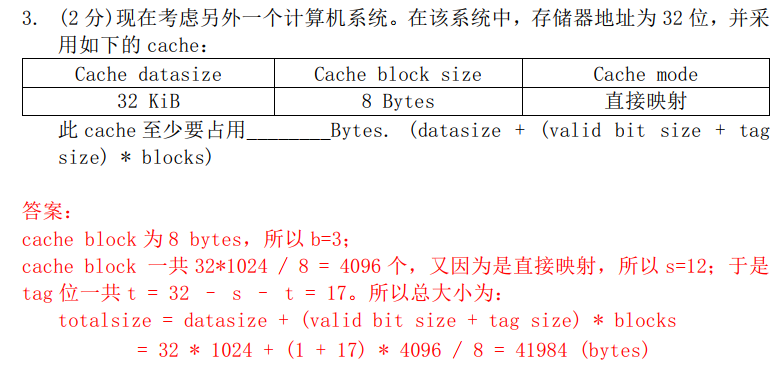 3. (2 分)现在考虑另外一个计算机系统。在该系统中，存储器地址为 32 位，并采
用如下的 cache：
Cache datasize Cache block size Cache mode
32 KiB 8 Bytes 直接映射
此 cache 至少要占用________Bytes. (datasize + (valid bit size + tag
size) * blocks)
答案：
cache block 为 8 bytes，所以 b=3；
cache block 一共 32*1024 / 8 = 4096 个，又因为是直接映射，所以 s=12；于是
tag 位一共 t = 32 – s – t = 17。所以总大小为：
totalsize = datasize + (valid bit size + tag size) * blocks
= 32 * 1024 + (1 + 17) * 4096 / 8 = 41984 (bytes)